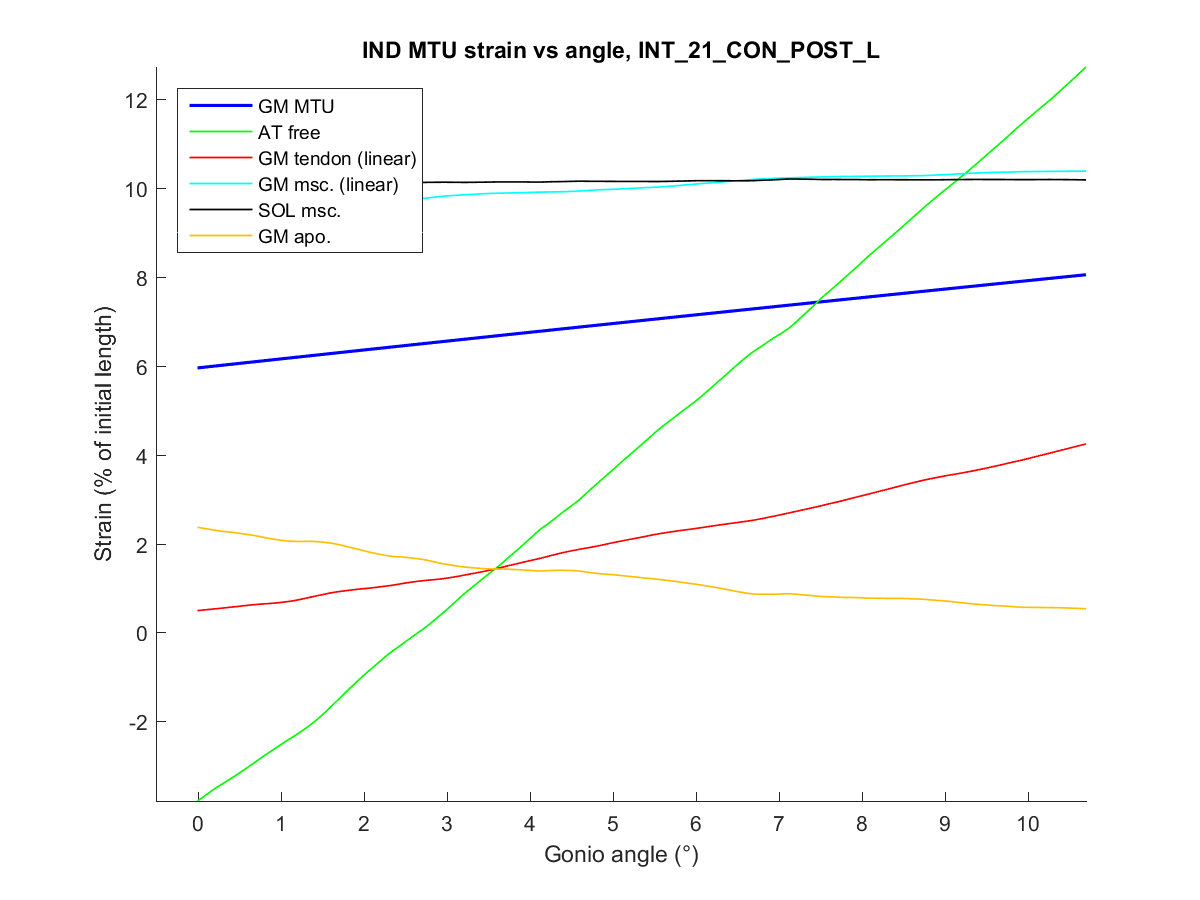 IND MTU strain vs angle, INT_21_CON_POST_L
GM MTU
AT free
GM tendon (linear)
GM msc. (linear)
SOL msc.
GM apo.
Strain (% of initial length)
12
10
8
6
4
2
0
-2
0 1 2 3 4 5 6 7 8 9 10
Gonio angle (°)